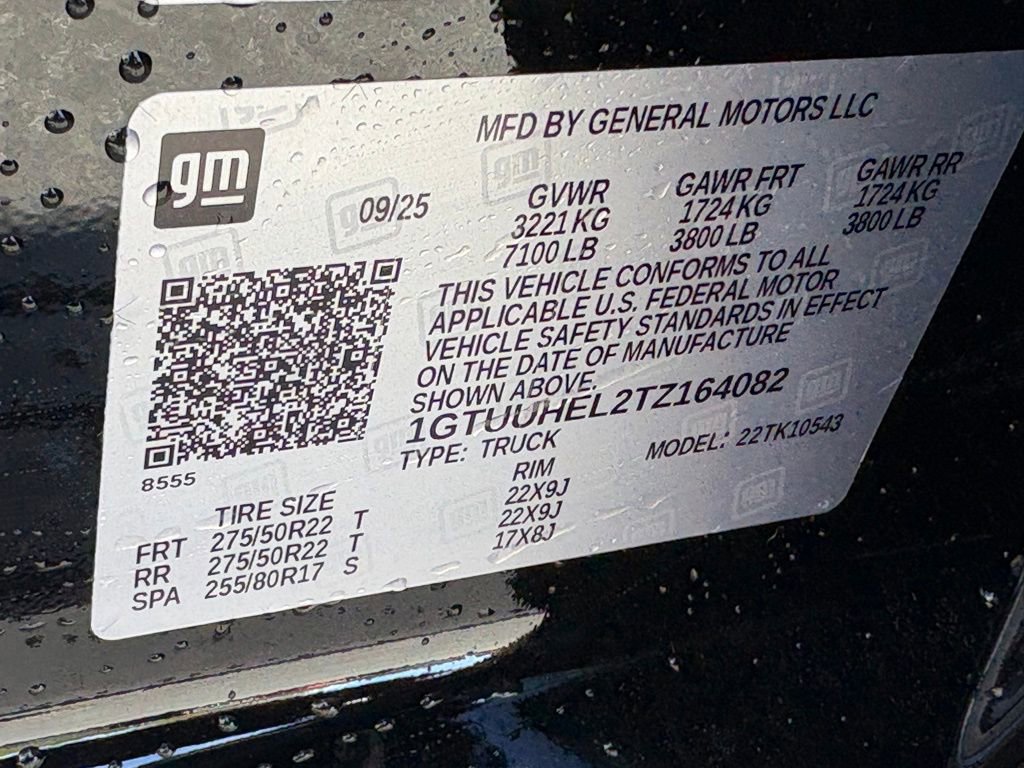 gm
MFD BY GENERAL MOTORS LLC
09/25
GVWR GAWR FRT GAWR RR
3221 KG 1724 KG 1724 KG
7100 LB 3800 LB 3800 LB
THIS VEHICLE CONFORMS TO ALL
APPLICABLE U.S. FEDERAL MOTOR
VEHICLE SAFETY STANDARDS IN EFFECT
ON THE DATE OF MANUFACTURE
SHOWN ABOVE.
1GTUUHEL2TZ164082
TYPE: TRUCK MODEL: 22TK10543
8555
TIRE SIZE RIM
FRT 275/50R22 T 22X9J
RR 275/50R22 T 22X9J
SPA 255/80R17 S 17X8J